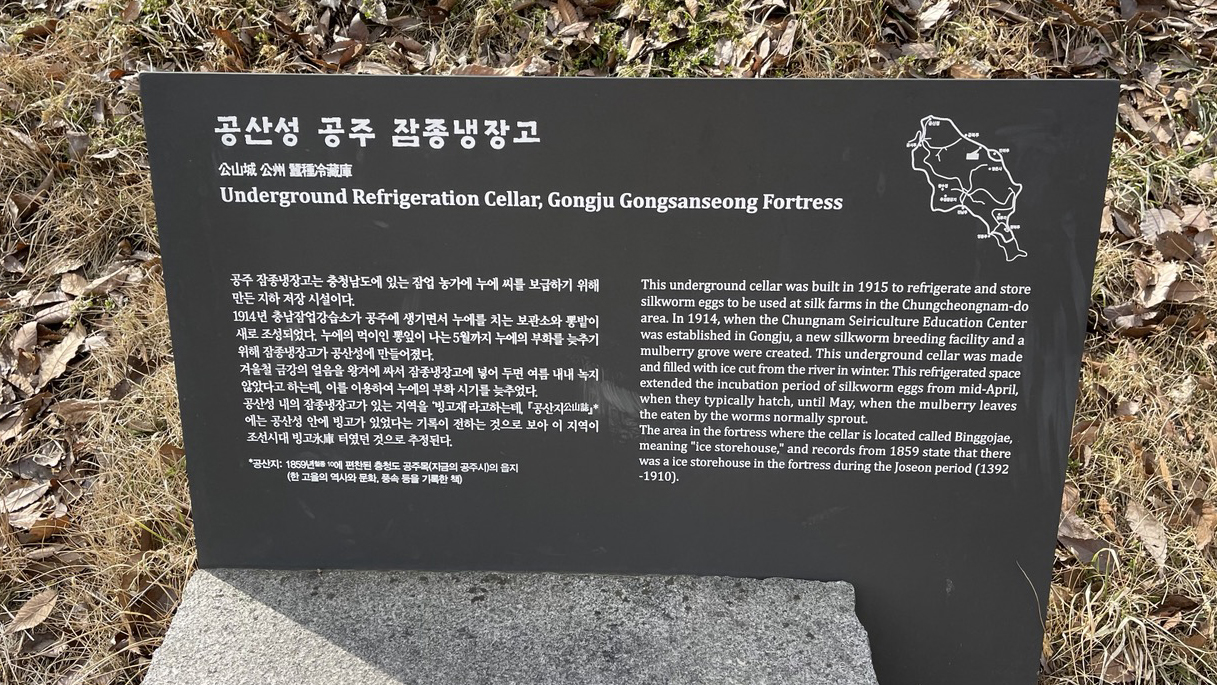 공산성 공주 잠종냉장고
公山城 公州 蠶種冷藏庫
Underground Refrigeration Cellar, Gongju Gongsanseong Fortress
공주 잠종냉장고는 충청남도에 있는 잠업 농가에 누에 씨를 보급하기 위해
만든 지하 저장 시설이다.
1914년 충남잠업강습소가 공주에 생기면서 누에를 치는 보관소와 뽕밭이
새로 조성되었다. 누에의 먹이인 뽕잎이 나는 5월까지 누에의 부화를 늦추기
위해 잠종냉장고가 공산성에 만들어졌다.
겨울철 금강의 얼음을 왕겨에 싸서 잠종냉장고에 넣어 두면 여름 내내 녹지
않았다고 하는데, 이를 이용하여 누에의 부화 시기를 늦추었다.
공산성 내의 잠종냉장고가 있는 지역을 '빙고재'라고하는데, 『공산지公山誌』*
에는 공산성 안에 빙고가 있었다는 기록이 전하는 것으로 보아 이 지역이
조선시대 빙고氷庫 터였던 것으로 추정된다.
*공산지: 1859년철종 10에 편찬된 충청도 공주목(지금의 공주시)의 읍지
(한 고을의 역사와 문화, 풍속 등을 기록한 책)
This underground cellar was built in 1915 to refrigerate and store
silkworm eggs to be used at silk farms in the Chungcheongnam-do
area. In 1914, when the Chungnam Seiriculture Education Center
was established in Gongju, a new silkworm breeding facility and a
mulberry grove were created. This underground cellar was made
and filled with ice cut from the river in winter. This refrigerated space
extended the incubation period of silkworm eggs from mid-April,
when they typically hatch, until May, when the mulberry leaves
the eaten by the worms normally sprout.
The area in the fortress where the cellar is located called Binggojae,
meaning "ice storehouse," and records from 1859 state that there
was a ice storehouse in the fortress during the Joseon period (1392
-1910).